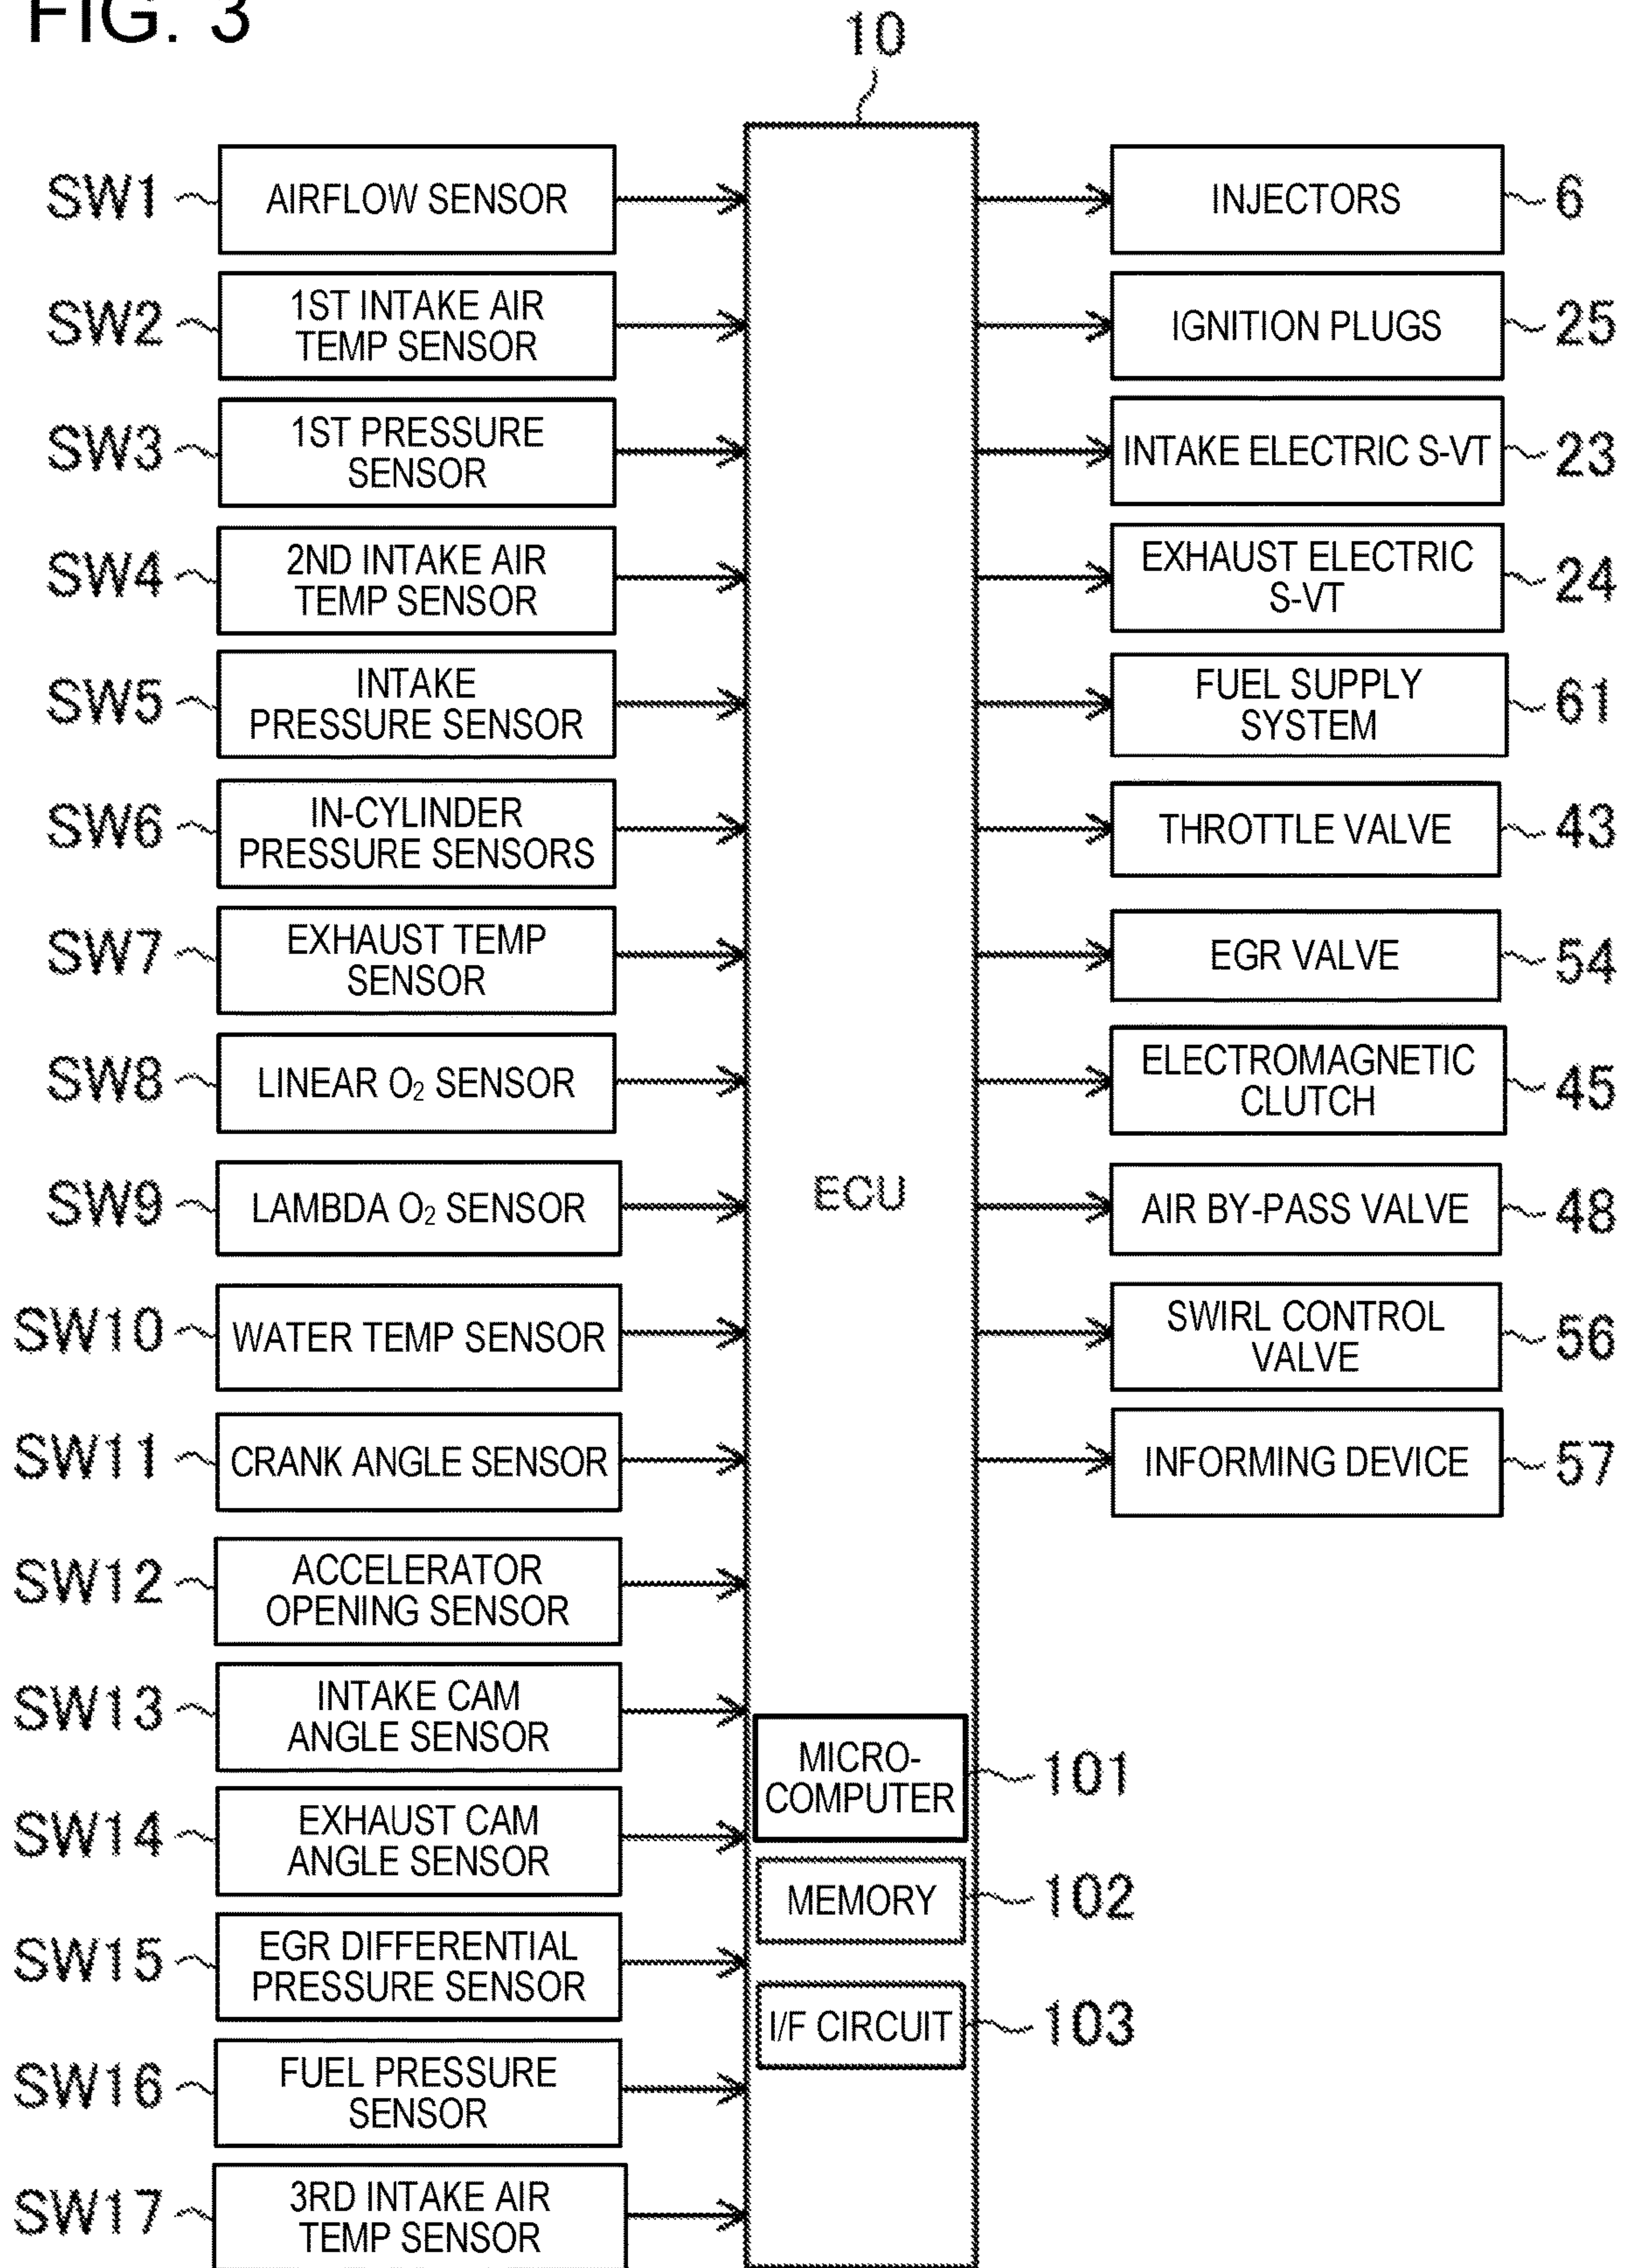 FIG. 3
10
SW1
AIRFLOW SENSOR
SW2
1ST INTAKE AIR
TEMP SENSOR
SW3
1ST PRESSURE
SENSOR
SW4
2ND INTAKE AIR
TEMP SENSOR
SW5
INTAKE
PRESSURE SENSOR
SW6
IN-CYLINDER
PRESSURE SENSORS
SW7
EXHAUST TEMP
SENSOR
SW8
LINEAR O₂ SENSOR
SW9
LAMBDA O₂ SENSOR
SW10
WATER TEMP SENSOR
SW11
CRANK ANGLE SENSOR
SW12
ACCELERATOR
OPENING SENSOR
SW13
INTAKE CAM
ANGLE SENSOR
SW14
EXHAUST CAM
ANGLE SENSOR
SW15
EGR DIFFERENTIAL
PRESSURE SENSOR
SW16
FUEL PRESSURE
SENSOR
SW17
3RD INTAKE AIR
TEMP SENSOR
ECU
MICRO-
COMPUTER
101
MEMORY
102
I/F CIRCUIT
103
INJECTORS
6
IGNITION PLUGS
25
INTAKE ELECTRIC S-VT
23
EXHAUST ELECTRIC
S-VT
24
FUEL SUPPLY
SYSTEM
61
THROTTLE VALVE
43
EGR VALVE
54
ELECTROMAGNETIC
CLUTCH
45
AIR BY-PASS VALVE
48
SWIRL CONTROL
VALVE
56
INFORMING DEVICE
57